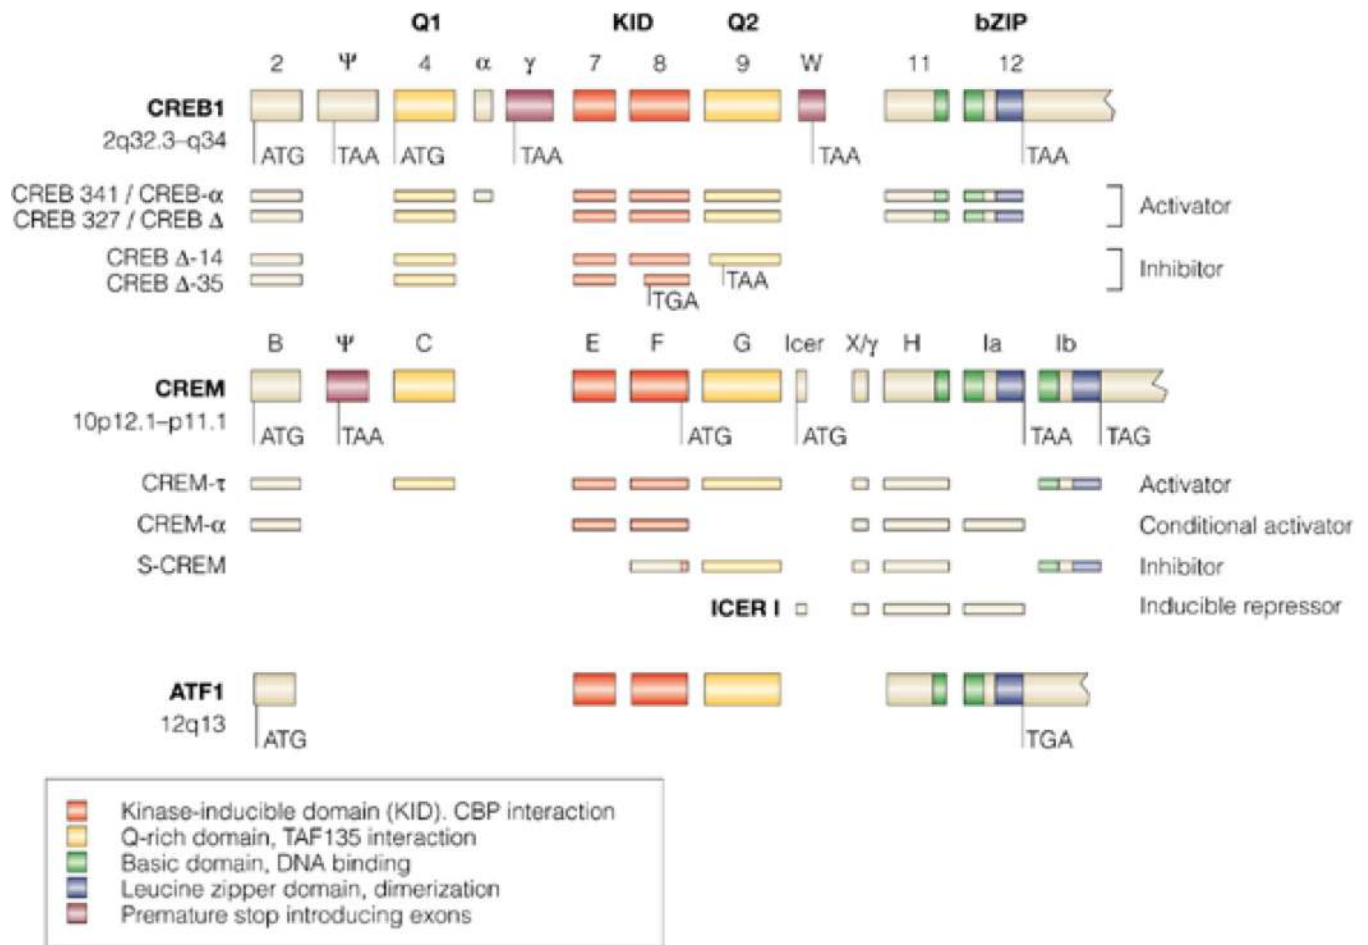 Q1 KID Q2 bZIP
2 Ψ 4 α γ 7 8 9 W 11 12
CREB1
2q32.3–q34
ATG TAA ATG TAA TAA TAA
CREB 341 / CREB-α
CREB 327 / CREB Δ
Activator
CREB Δ-14
CREB Δ-35
TAA
TGA
Inhibitor
B Ψ C E F G Icer X/γ H Ia Ib
CREM
10p12.1–p11.1
ATG TAA ATG ATG TAA TAG
CREM-τ Activator
CREM-α Conditional activator
S-CREM Inhibitor
ICER I Inducible repressor
ATF1
12q13
ATG TGA
Kinase-inducible domain (KID). CBP interaction
Q-rich domain, TAF135 interaction
Basic domain, DNA binding
Leucine zipper domain, dimerization
Premature stop introducing exons